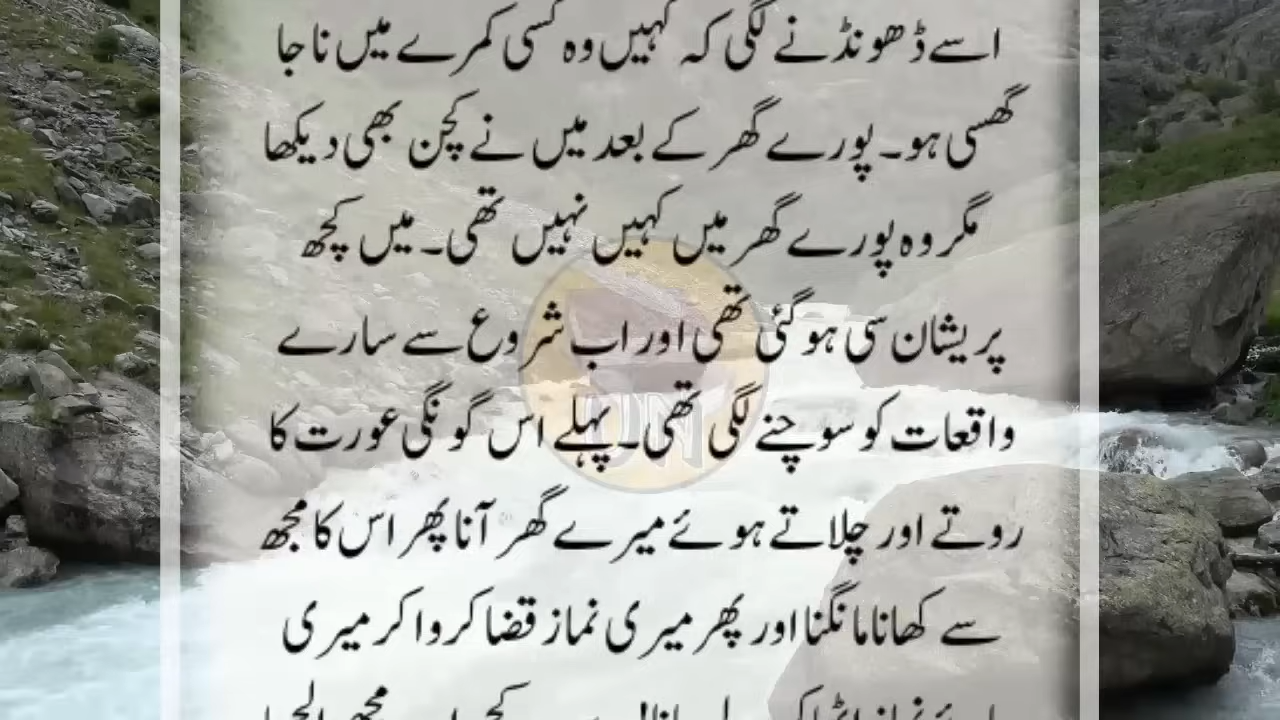 اسے ڈھونڈنے لگی کہ کہیں وہ کسی کمرے میں نا جا
گھسی ہو۔ پورے گھر کے بعد میں نے کچن بھی دیکھا
مگر وہ پورے گھر میں کہیں نہیں تھی۔ میں کچھ
پریشان سی ہو گئی تھی اور اب شروع سے سارے
واقعات کو سوچنے لگی تھی۔ پہلے اس گونگی عورت کا
روتے اور چلاتے ہوئے میرے گھر آنا پھر اس کا مجھ
سے کھانا مانگنا اور پھر میری نماز قضا کروا کر میری